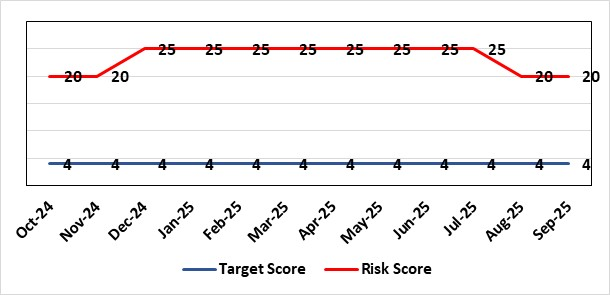 20 20 25 25 25 25 25 25 25 25 20 20
4 4 4 4 4 4 4 4 4 4 4 4
Oct-24 Nov-24 Dec-24 Jan-25 Feb-25 Mar-25 Apr-25 May-25 Jun-25 Jul-25 Aug-25 Sep-25
Target Score Risk Score